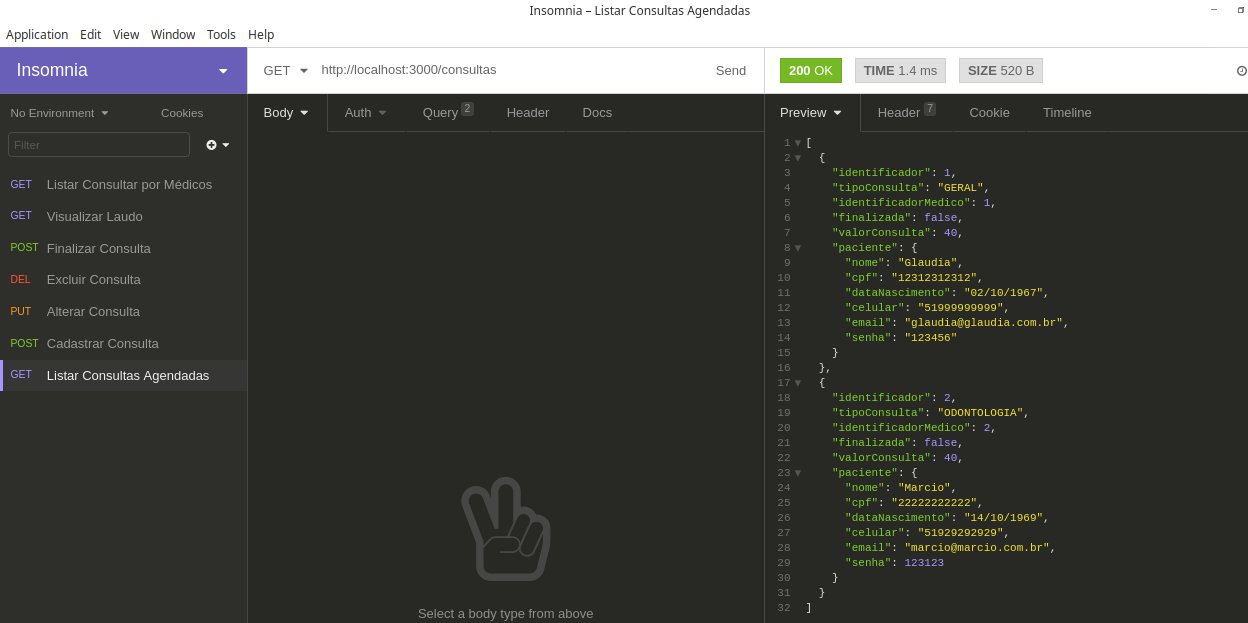 Insomnia – Listar Consultas Agendadas
Application Edit View Window Tools Help
Insomnia
GET http://localhost:3000/consultas Send
200 OK TIME 1.4 ms SIZE 520 B
No Environment Cookies
Filter
GET Listar Consultar por Médicos
GET Visualizar Laudo
POST Finalizar Consulta
DEL Excluir Consulta
PUT Alterar Consulta
POST Cadastrar Consulta
GET Listar Consultas Agendadas
Body Auth Query 2 Header Docs
Select a body type from above
Preview Header 7 Cookie Timeline
1 [
2 {
3 "identificador": 1,
4 "tipoConsulta": "GERAL",
5 "identificadorMedico": 1,
6 "finalizada": false,
7 "valorConsulta": 40,
8 "paciente": {
9 "nome": "Glaudia",
10 "cpf": "12312312312",
11 "dataNascimento": "02/10/1967",
12 "celular": "51999999999",
13 "email": "glaudia@glaudia.com.br",
14 "senha": "123456"
15 }
16 },
17 {
18 "identificador": 2,
19 "tipoConsulta": "ODONTOLOGIA",
20 "identificadorMedico": 2,
21 "finalizada": false,
22 "valorConsulta": 40,
23 "paciente": {
24 "nome": "Marcio",
25 "cpf": "22222222222",
26 "dataNascimento": "14/10/1969",
27 "celular": "51929292929",
28 "email": "marcio@marcio.com.br",
29 "senha": 123123
30 }
31 }
32 ]